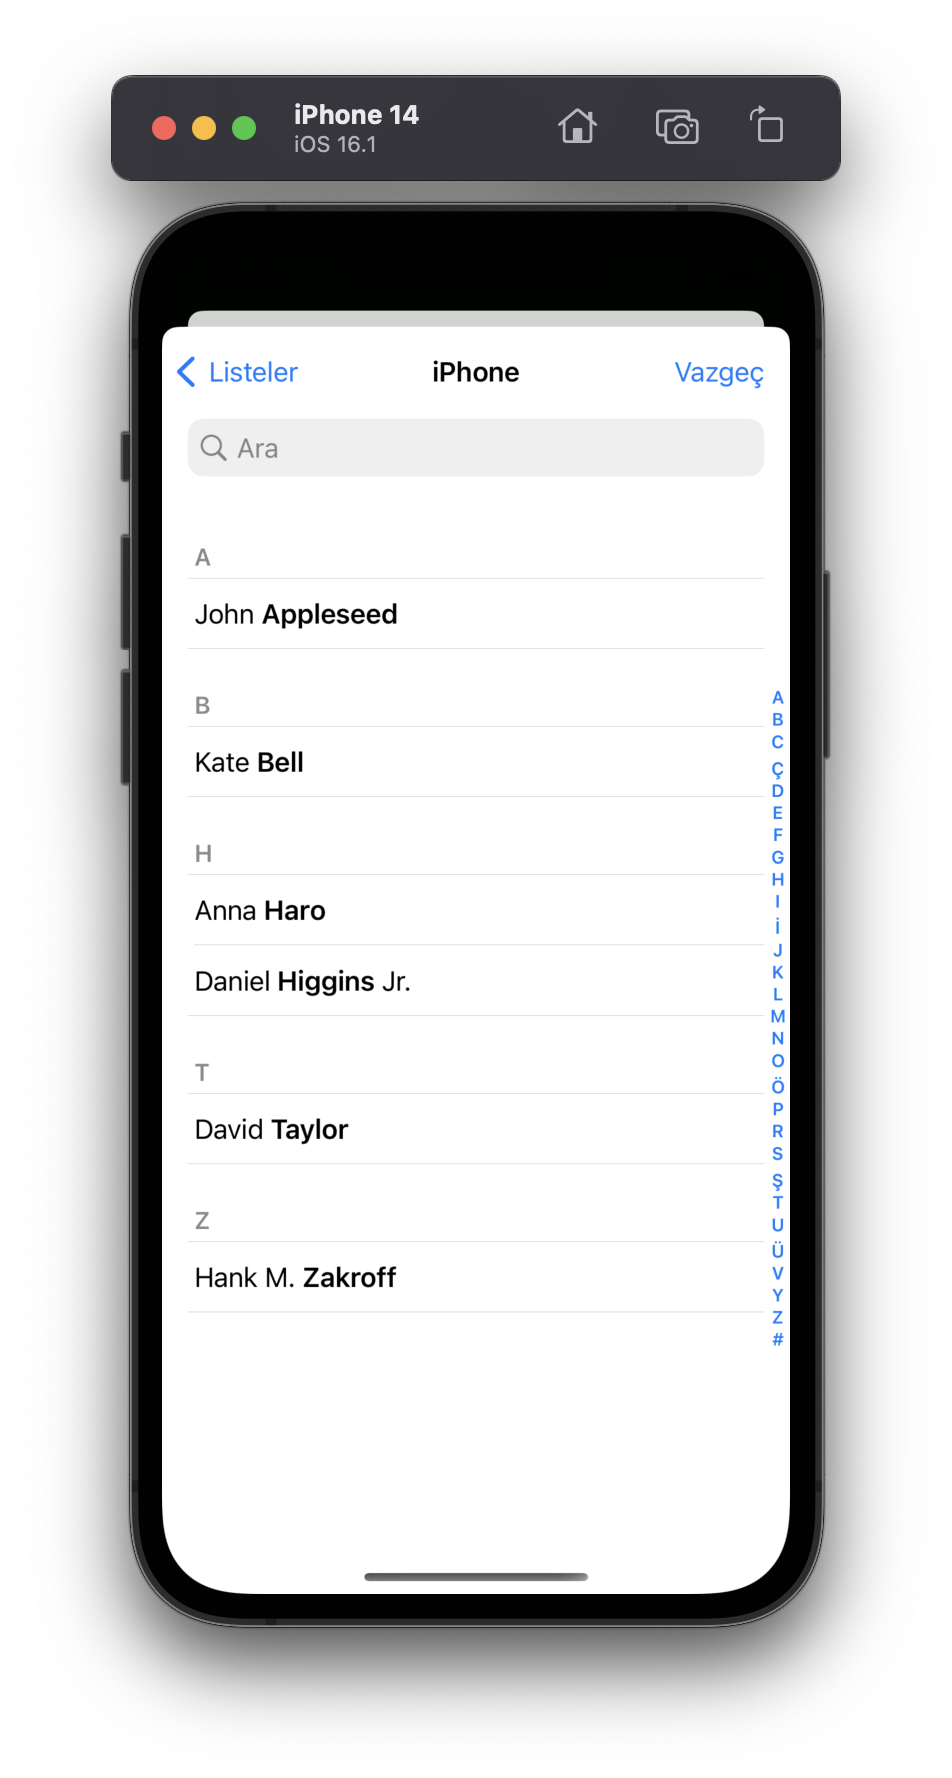 iPhone 14
iOS 16.1
Listeler
iPhone
Vazgeç
Ara
A
John Appleseed
B
Kate Bell
H
Anna Haro
Daniel Higgins Jr.
T
David Taylor
Z
Hank M. Zakroff
A
B
C
Ç
D
E
F
G
H
I
İ
J
K
L
M
N
O
Ö
P
R
S
Ş
T
U
Ü
V
Y
Z
#